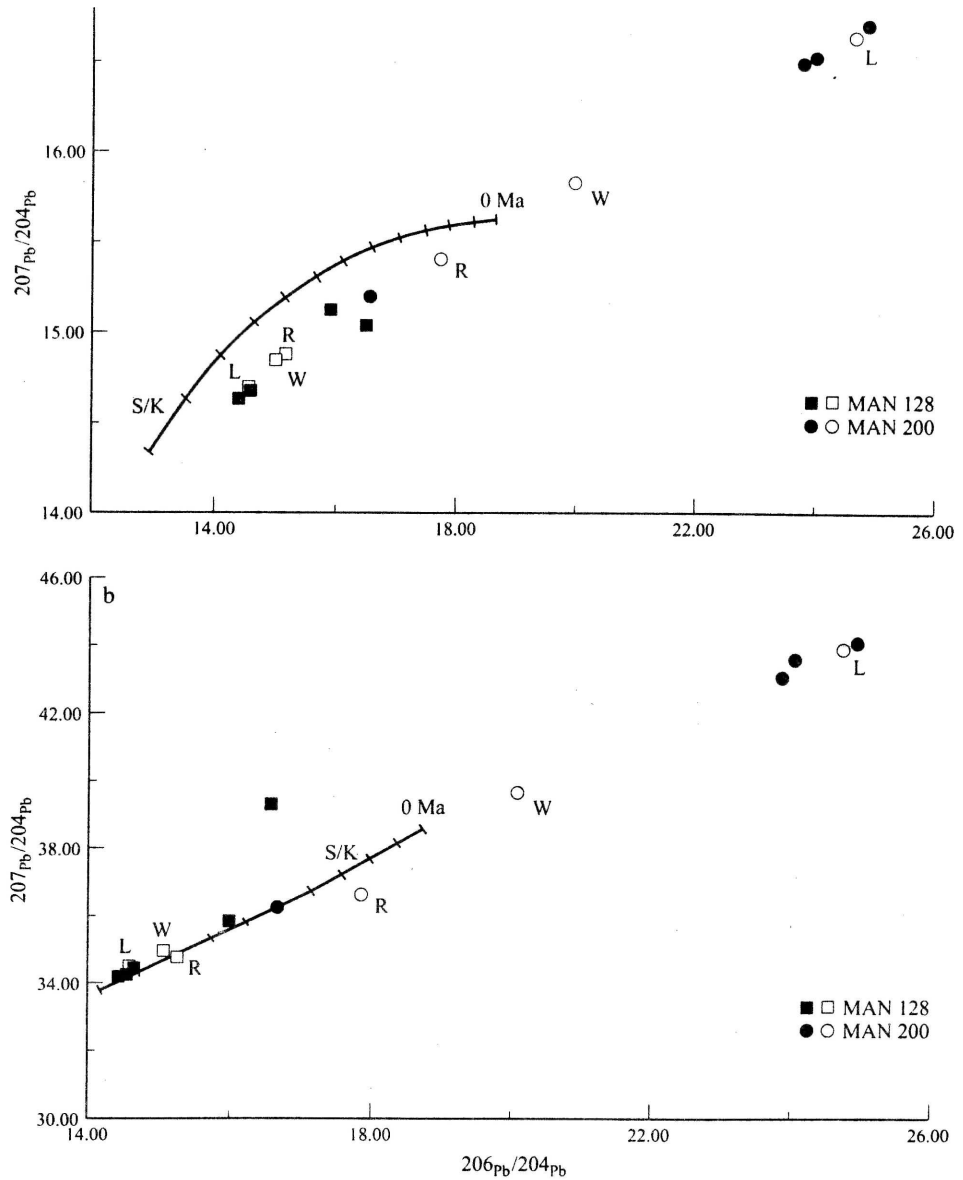 16.00
15.00
14.00
207Pb/204Pb
L
W
0 Ma
R
R
W
L
S/K
■ □ MAN 128
● ○ MAN 200
14.00 18.00 22.00 26.00
b
46.00
42.00
38.00
34.00
30.00
207Pb/204Pb
L
W
0 Ma
S/K
R
W
L
R
■ □ MAN 128
● ○ MAN 200
14.00 18.00 22.00 26.00
206Pb/204Pb